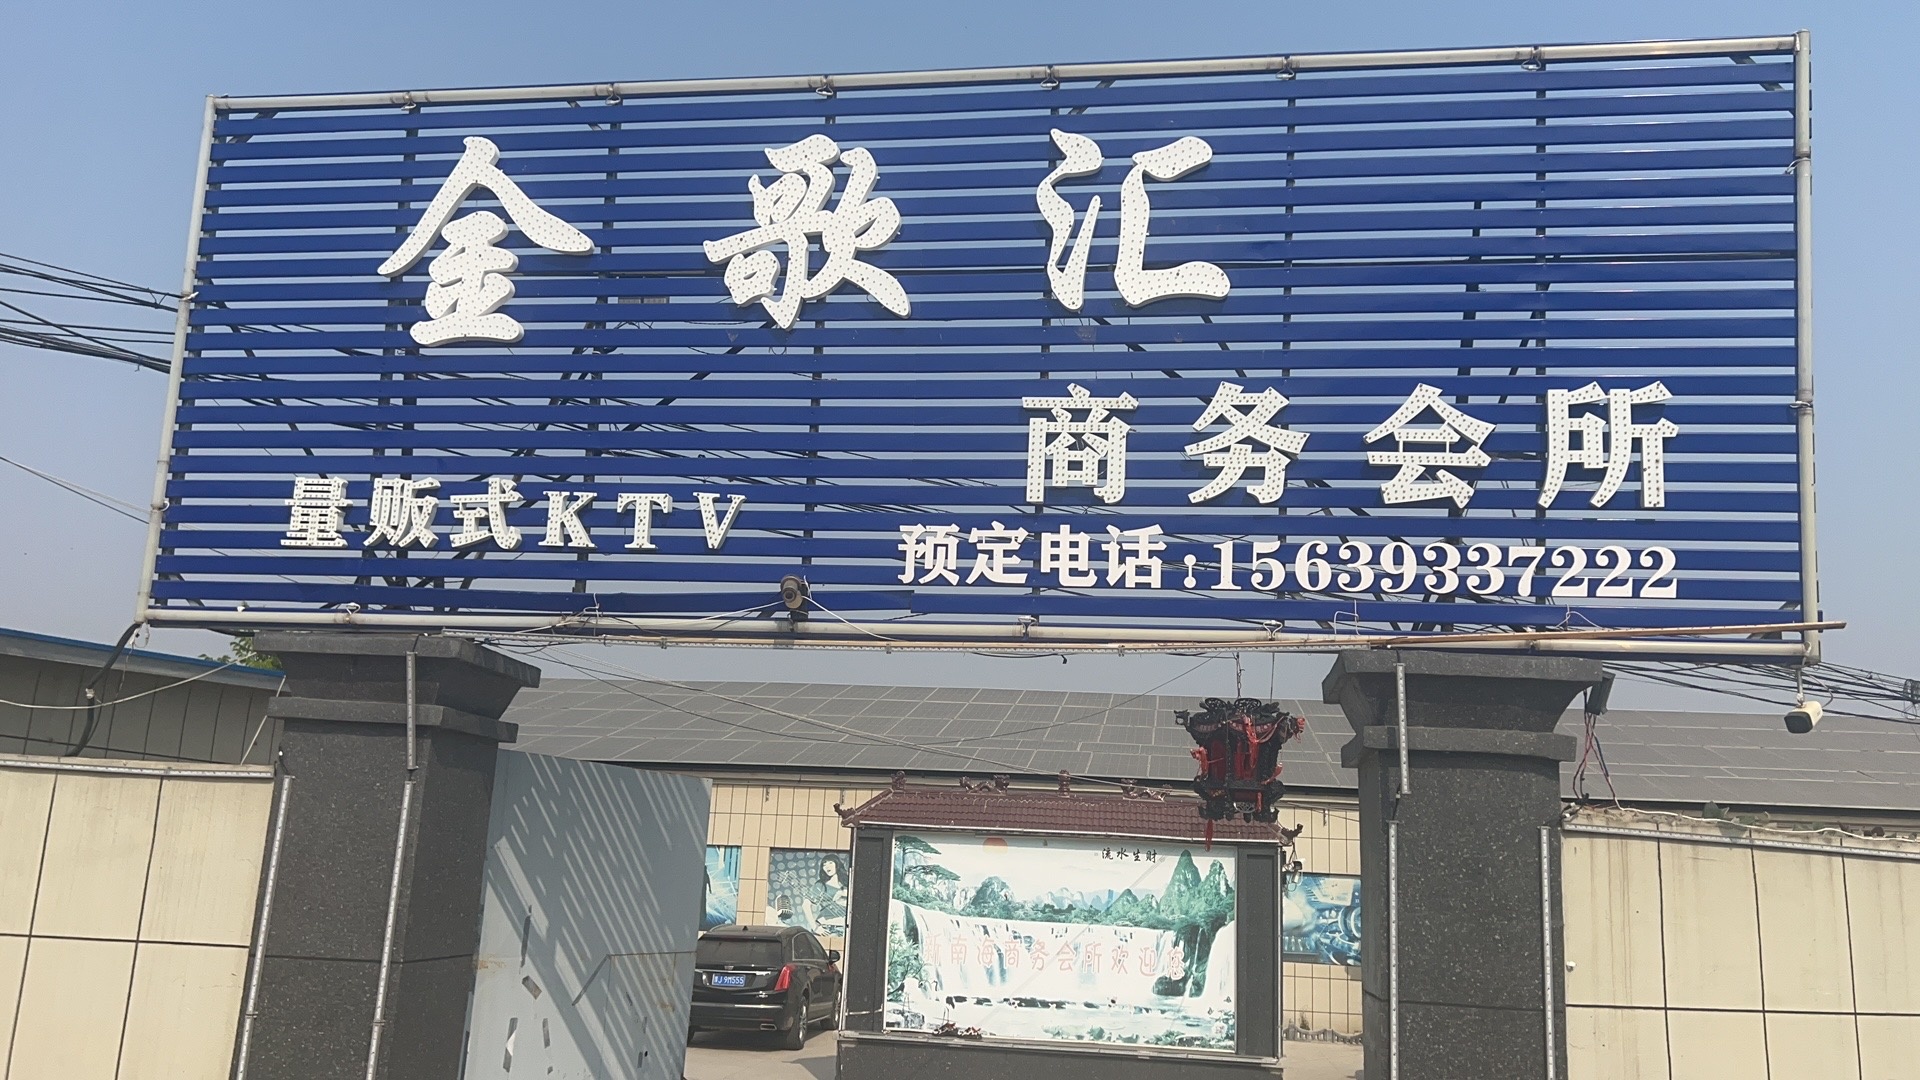 金歌汇
商务会所
量贩式KTV
预定电话:15639337222
流水生财
新南海商务会所欢迎您